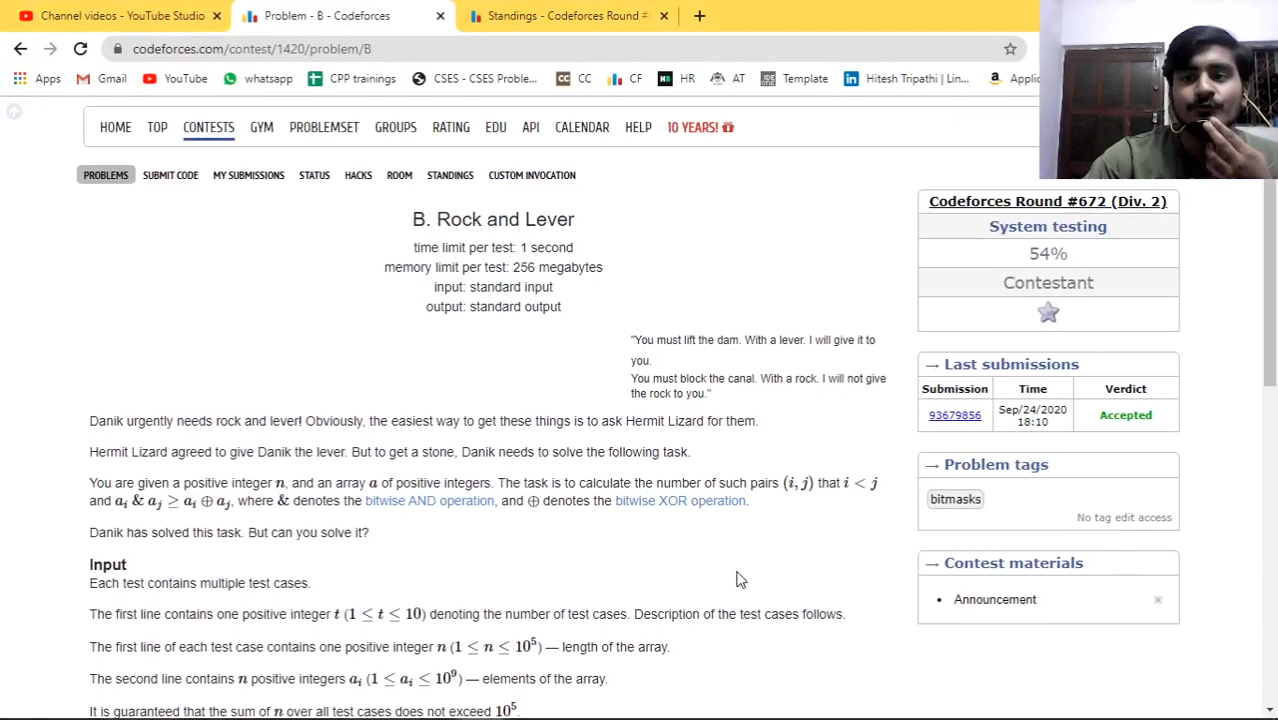 Channel videos - YouTube Studio
Problem - B - Codeforces
Standings - Codeforces Round #
codeforces.com/contest/1420/problem/B
Apps Gmail YouTube whatsapp CPP trainings CSES - CSES Proble... CC CF HR AT Template Hitesh Tripathi | Lin... Applic
HOME TOP CONTESTS GYM PROBLEMSET GROUPS RATING EDU API CALENDAR HELP 10 YEARS!
PROBLEMS SUBMIT CODE MY SUBMISSIONS STATUS HACKS ROOM STANDINGS CUSTOM INVOCATION
B. Rock and Lever
time limit per test: 1 second
memory limit per test: 256 megabytes
input: standard input
output: standard output
"You must lift the dam. With a lever. I will give it to
you.
You must block the canal. With a rock. I will not give
the rock to you."
Danik urgently needs rock and lever! Obviously, the easiest way to get these things is to ask Hermit Lizard for them.
Hermit Lizard agreed to give Danik the lever. But to get a stone, Danik needs to solve the following task.
You are given a positive integer n, and an array a of positive integers. The task is to calculate the number of such pairs (i, j) that i < j
and aᵢ & aⱼ ≥ aᵢ ⊕ aⱼ, where & denotes the bitwise AND operation, and ⊕ denotes the bitwise XOR operation.
Danik has solved this task. But can you solve it?
Input
Each test contains multiple test cases.
The first line contains one positive integer t (1 ≤ t ≤ 10) denoting the number of test cases. Description of the test cases follows.
The first line of each test case contains one positive integer n (1 ≤ n ≤ 10⁵) — length of the array.
The second line contains n positive integers aᵢ (1 ≤ aᵢ ≤ 10⁹) — elements of the array.
It is guaranteed that the sum of n over all test cases does not exceed 10⁵.
Codeforces Round #672 (Div. 2)
System testing
54%
Contestant
→ Last submissions
Submission Time Verdict
93679856 Sep/24/2020 18:10 Accepted
→ Problem tags
bitmasks
No tag edit access
→ Contest materials
Announcement